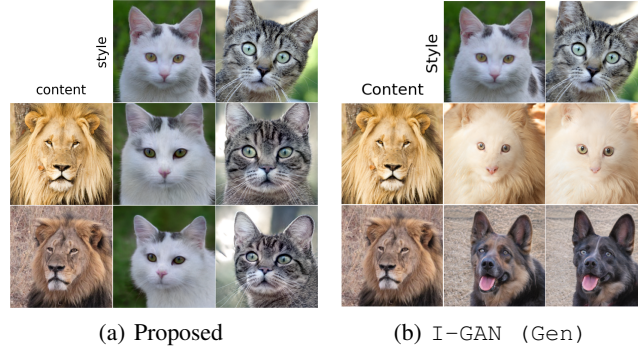 style
content
Style
Content
(a) Proposed
(b) I-GAN (Gen)